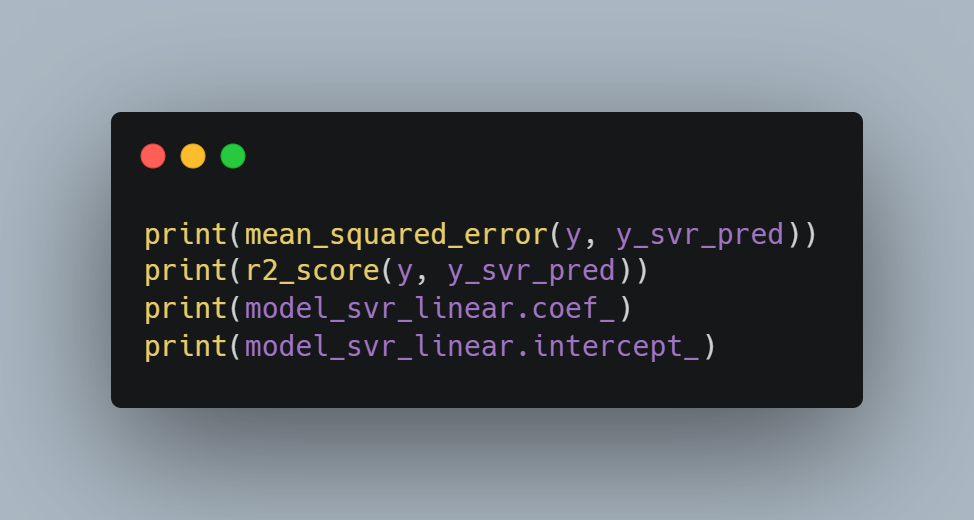 print(mean_squared_error(y, y_svr_pred))
print(r2_score(y, y_svr_pred))
print(model_svr_linear.coef_)
print(model_svr_linear.intercept_)